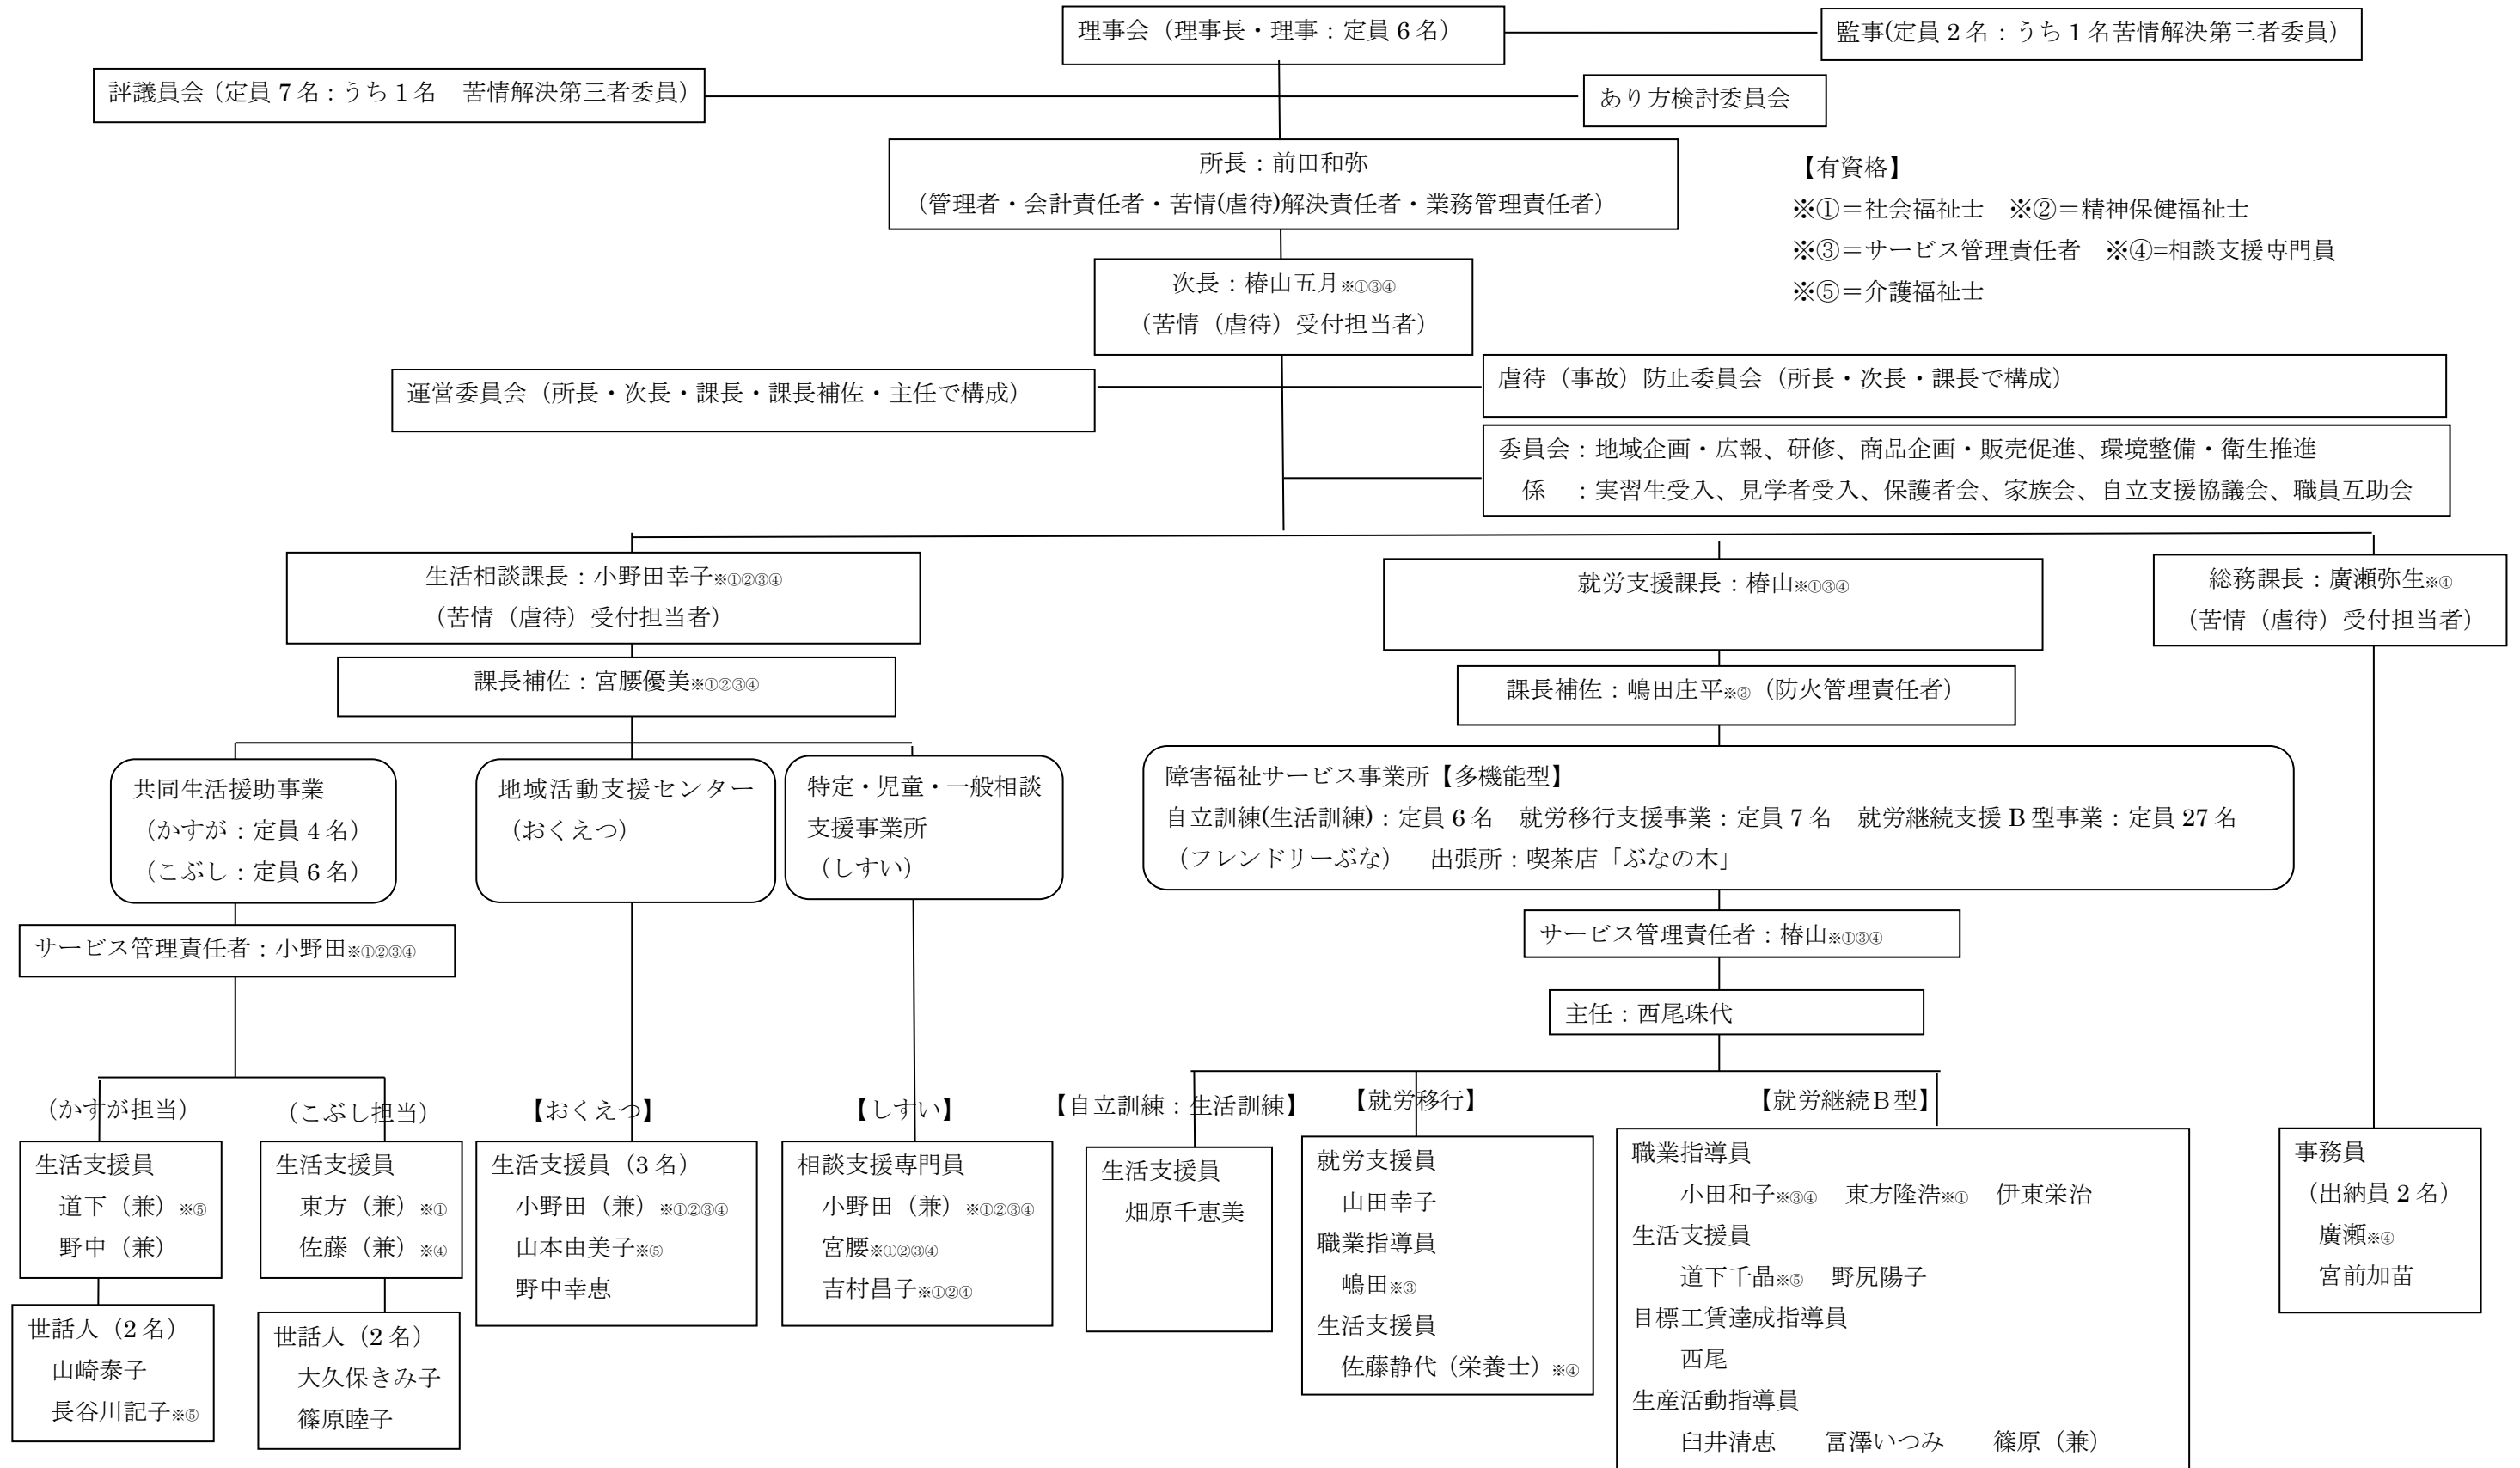 理事会（理事長・理事：定員 6 名）
監事(定員 2 名：うち 1 名苦情解決第三者委員）
評議員会（定員 7 名：うち 1 名　苦情解決第三者委員）
あり方検討委員会
所長：前田和弥
（管理者・会計責任者・苦情(虐待)解決責任者・業務管理責任者）
【有資格】
※①＝社会福祉士　※②＝精神保健福祉士
※③＝サービス管理責任者　※④=相談支援専門員
※⑤＝介護福祉士
次長：椿山五月※①③④
（苦情（虐待）受付担当者）
運営委員会（所長・次長・課長・課長補佐・主任で構成）
虐待（事故）防止委員会（所長・次長・課長で構成）
委員会：地域企画・広報、研修、商品企画・販売促進、環境整備・衛生推進
係　：実習生受入、見学者受入、保護者会、家族会、自立支援協議会、職員互助会
生活相談課長：小野田幸子※①②③④
（苦情（虐待）受付担当者）
就労支援課長：椿山※①③④
総務課長：廣瀬弥生※④
（苦情（虐待）受付担当者）
課長補佐：宮腰優美※①②③④
課長補佐：嶋田庄平※③（防火管理責任者）
共同生活援助事業
（かすが：定員 4 名）
（こぶし：定員 6 名）
地域活動支援センター
（おくえつ）
特定・児童・一般相談
支援事業所
（しすい）
障害福祉サービス事業所【多機能型】
自立訓練(生活訓練)：定員 6 名　就労移行支援事業：定員 7 名　就労継続支援 B 型事業：定員 27 名
（フレンドリーぶな）　出張所：喫茶店「ぶなの木」
サービス管理責任者：小野田※①②③④
サービス管理責任者：椿山※①③④
主任：西尾珠代
（かすが担当）
（こぶし担当）
【おくえつ】
【しすい】
【自立訓練：生活訓練】
【就労移行】
【就労継続Ｂ型】
生活支援員
道下（兼）※⑤
野中（兼）
世話人（2 名）
山崎泰子
長谷川記子※⑤
生活支援員
東方（兼）※①
佐藤（兼）※④
世話人（2 名）
大久保きみ子
篠原睦子
生活支援員（3 名）
小野田（兼）※①②③④
山本由美子※⑤
野中幸恵
相談支援専門員
小野田（兼）※①②③④
宮腰※①②③④
吉村昌子※①②④
生活支援員
畑原千恵美
就労支援員
山田幸子
職業指導員
嶋田※③
生活支援員
佐藤静代（栄養士）※④
職業指導員
小田和子※③④　東方隆浩※①　伊東栄治
生活支援員
道下千晶※⑤　野尻陽子
目標工賃達成指導員
西尾
生産活動指導員
臼井清恵　　冨澤いつみ　　篠原（兼）
事務員
（出納員 2 名）
廣瀬※④
宮前加苗